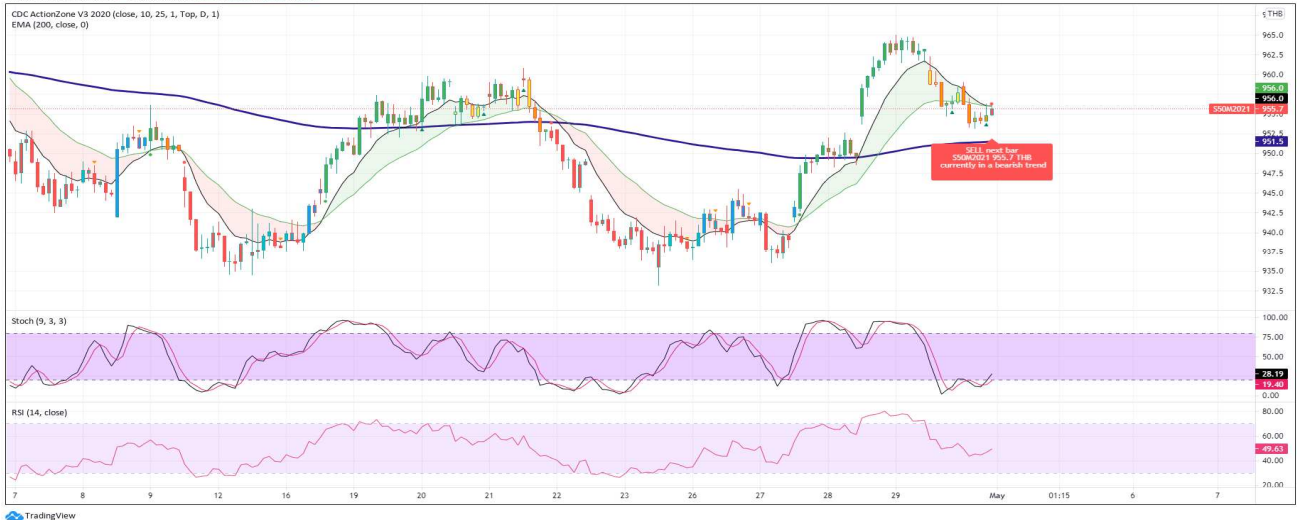 CDC ActionZone V3 2020 (close, 10, 25, 1, Top, D, 1)
EMA (200, close, 0)
THB
965.0
962.5
960.0
956.0
956.0
S50M2021 955.7
952.5
951.5
950.0
947.5
945.0
942.5
940.0
937.5
935.0
932.5
SELL next bar
S50M2021 955.7 THB
currently in a bearish trend
Stoch (9, 3, 3)
100.00
75.00
50.00
28.19
19.40
0.00
RSI (14, close)
80.00
60.00
49.63
40.00
20.00
7 8 9 12 16 19 20 21 22 23 26 27 28 29 May 01:15 6 7
TradingView